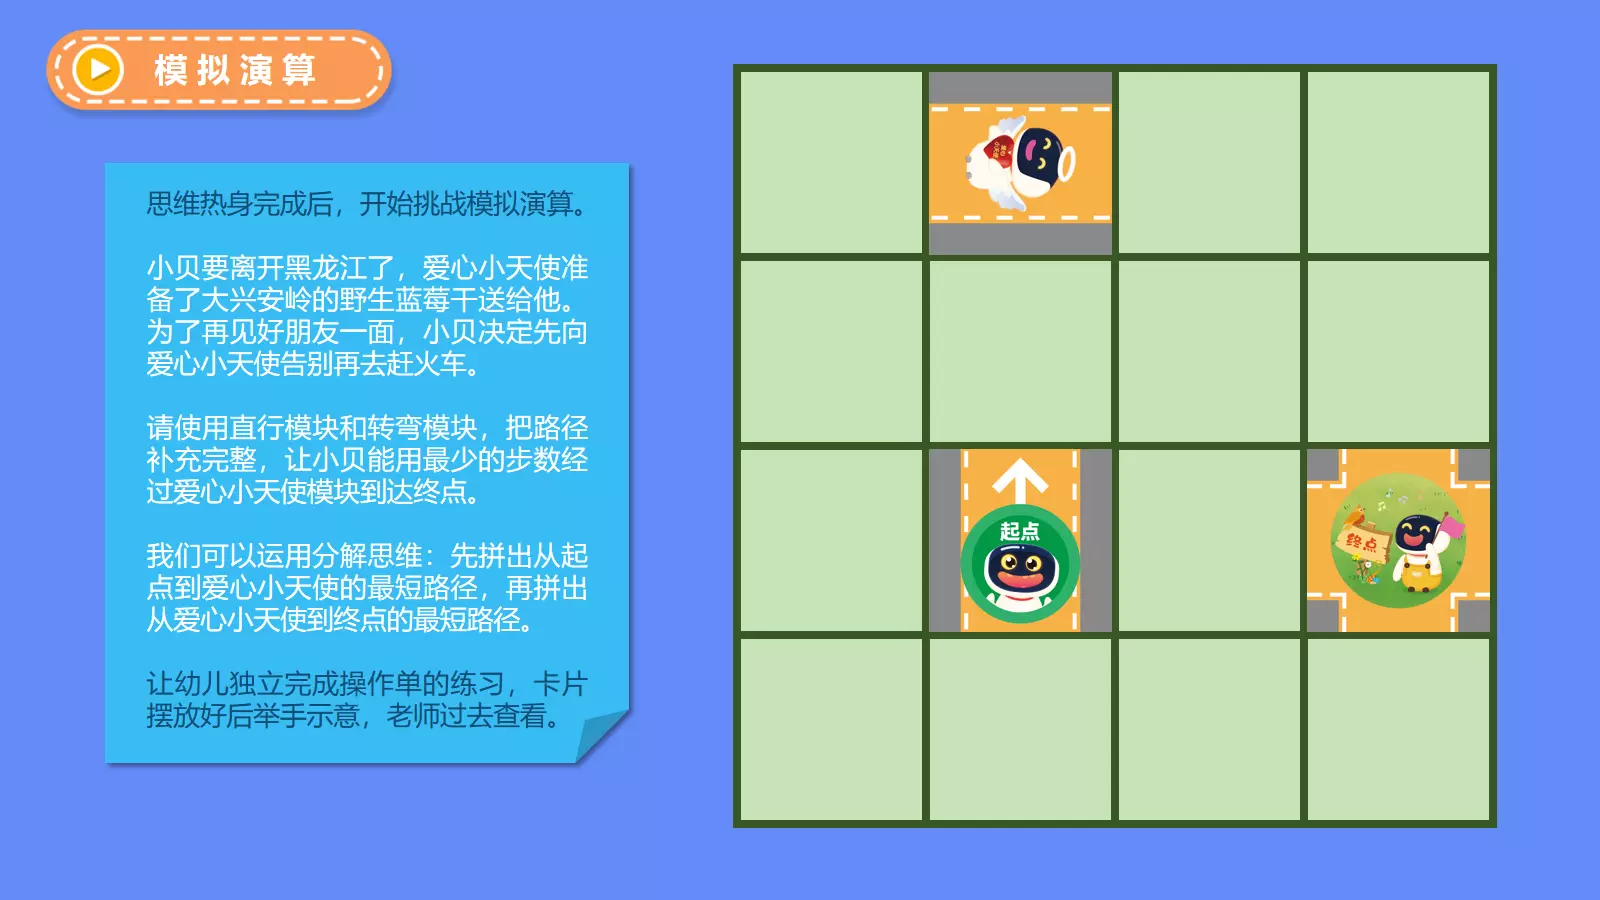 模拟演算
思维热身完成后，开始挑战模拟演算。
小贝要离开黑龙江了，爱心小天使准
备了大兴安岭的野生蓝莓干送给他。
为了再见好朋友一面，小贝决定先向
爱心小天使告别再去赶火车。
请使用直行模块和转弯模块，把路径
补充完整，让小贝能用最少的步数经
过爱心小天使模块到达终点。
我们可以运用分解思维：先拼出从起
点到爱心小天使的最短路径，再拼出
从爱心小天使到终点的最短路径。
让幼儿独立完成操作单的练习，卡片
摆放好后举手示意，老师过去查看。
起点
终点